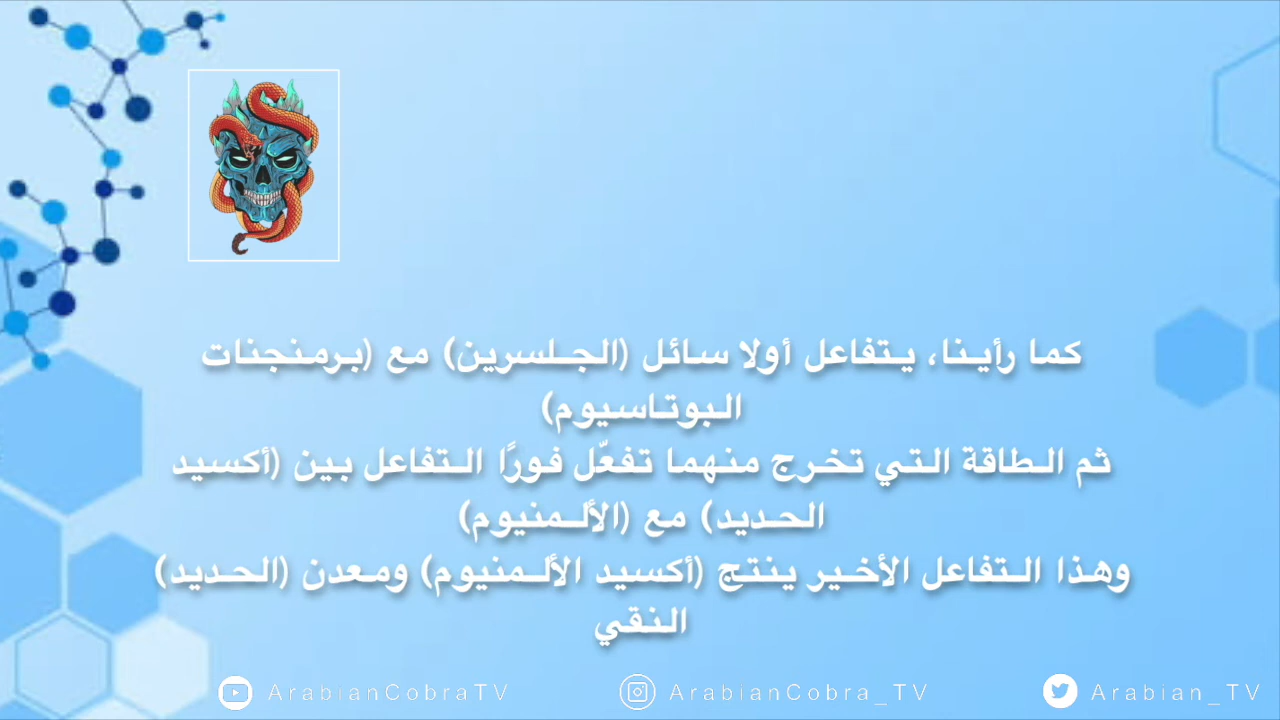 كما رأينا، يتفاعل أولا سائل (الجلسرين) مع (برمنجنات
البوتاسيوم)
ثم الطاقة التي تخرج منهما تفعّل فورًا التفاعل بين (أكسيد
الحديد) مع (الألمنيوم)
وهذا التفاعل الأخير ينتج (أكسيد الألمنيوم) ومعدن (الحديد)
النقي
ArabianCobraTV
ArabianCobra_TV
Arabian_TV